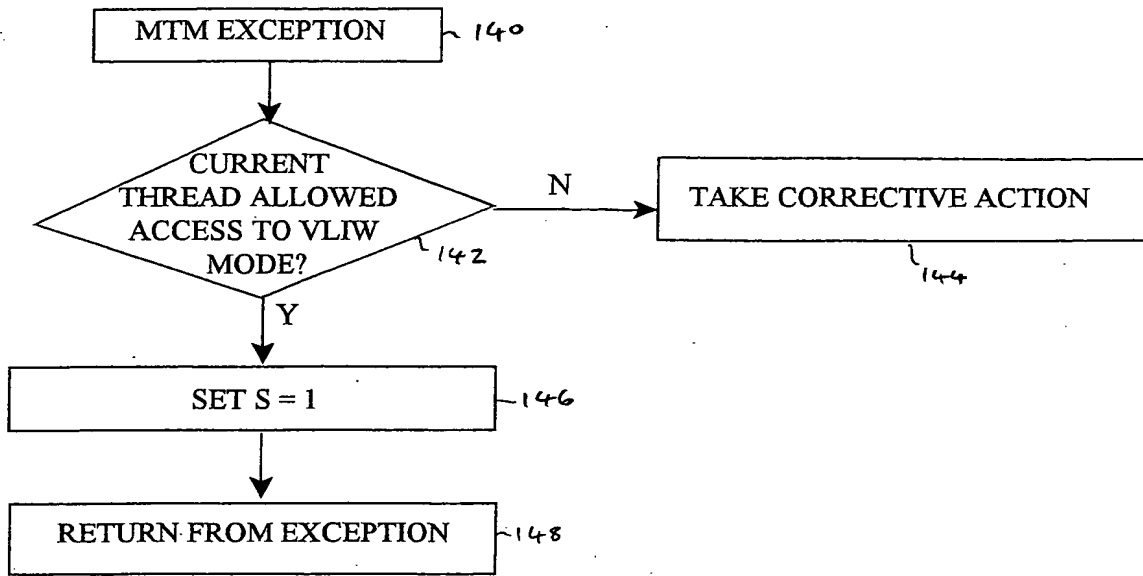 MTM EXCEPTION
140
CURRENT
THREAD ALLOWED
ACCESS TO VLIW
MODE?
142
N
TAKE CORRECTIVE ACTION
144
Y
SET S = 1
146
RETURN FROM EXCEPTION
148